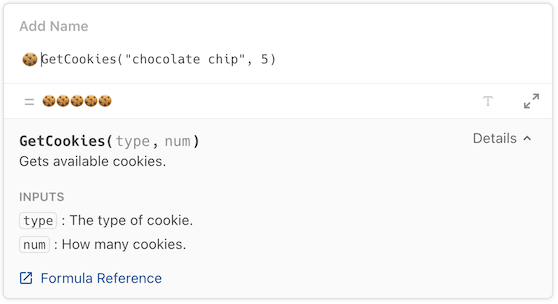 Add Name
🍪GetCookies("chocolate chip", 5)
= 🍪🍪🍪🍪🍪 T
GetCookies(type, num) Details
Gets available cookies.
INPUTS
type : The type of cookie.
num : How many cookies.
Formula Reference